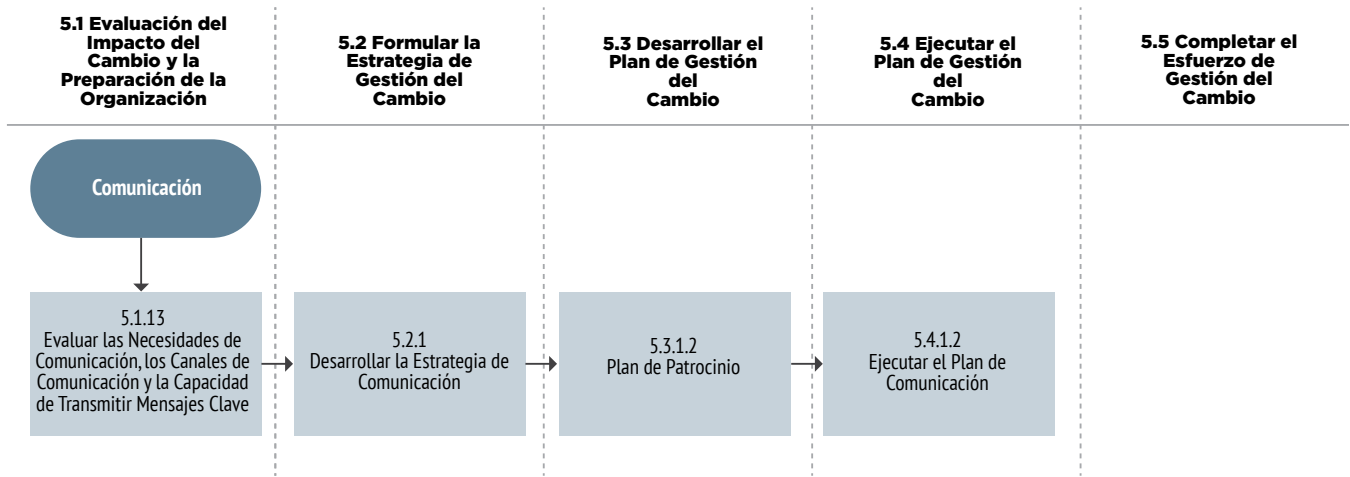 5.1 Evaluación del
Impacto del
Cambio y la
Preparación de la
Organización
5.2 Formular la
Estrategia de
Gestión del
Cambio
5.3 Desarrollar el
Plan de Gestión
del
Cambio
5.4 Ejecutar el
Plan de Gestión
del
Cambio
5.5 Completar el
Esfuerzo de
Gestión del
Cambio
Comunicación
5.1.13
Evaluar las Necesidades de
Comunicación, los Canales de
Comunicación y la Capacidad
de Transmitir Mensajes Clave
5.2.1
Desarrollar la Estrategia de
Comunicación
5.3.1.2
Plan de Patrocinio
5.4.1.2
Ejecutar el Plan de
Comunicación